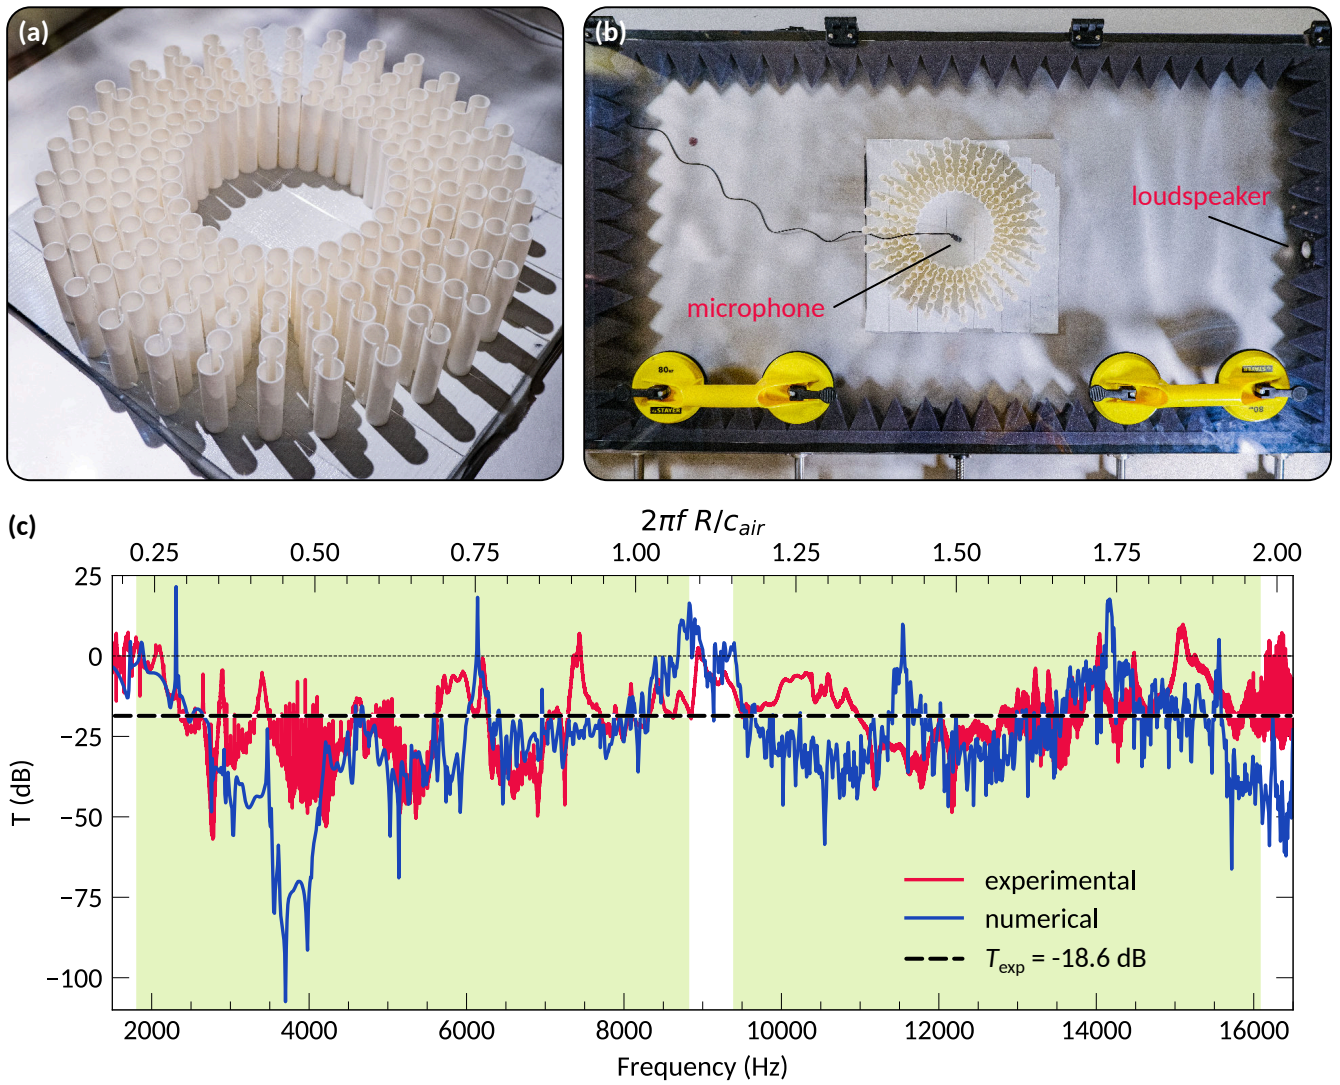 (a)
(b)
loudspeaker
microphone
80кг
STAYER
STAYER
(c)
2πf R/c_air
0.25 0.50 0.75 1.00 1.25 1.50 1.75 2.00
25
0
−25
−50
−75
−100
T (dB)
experimental
numerical
T_exp = -18.6 dB
2000 4000 6000 8000 10000 12000 14000 16000
Frequency (Hz)